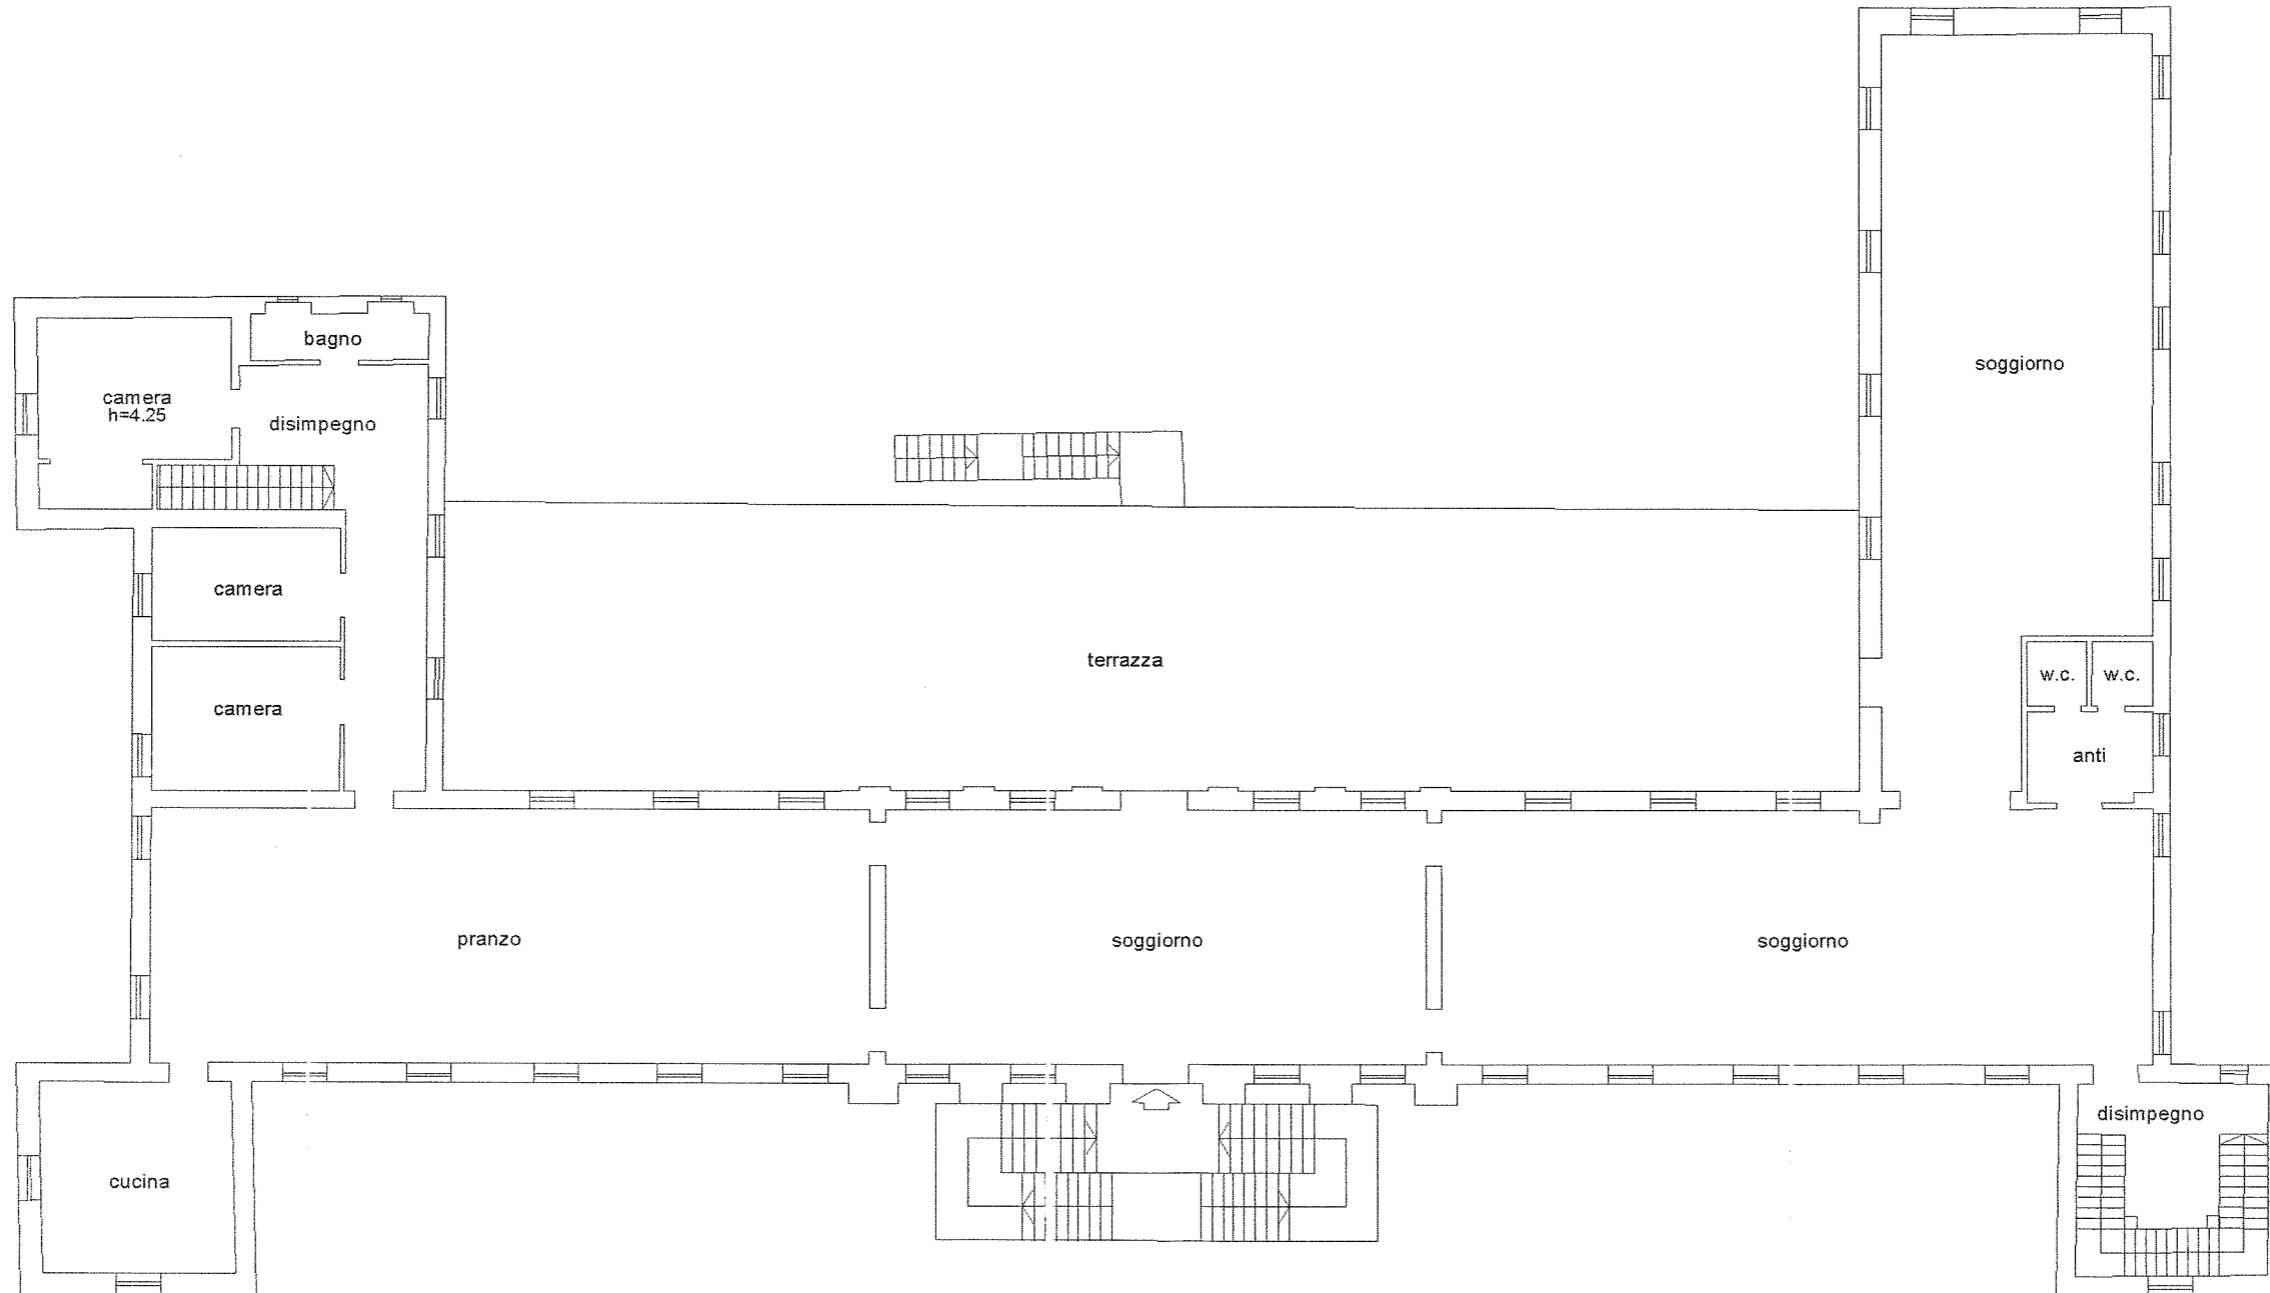 bagno
camera
h=4.25
disimpegno
soggiorno
camera
camera
terrazza
w.c.
w.c.
anti
pranzo
soggiorno
soggiorno
cucina
disimpegno